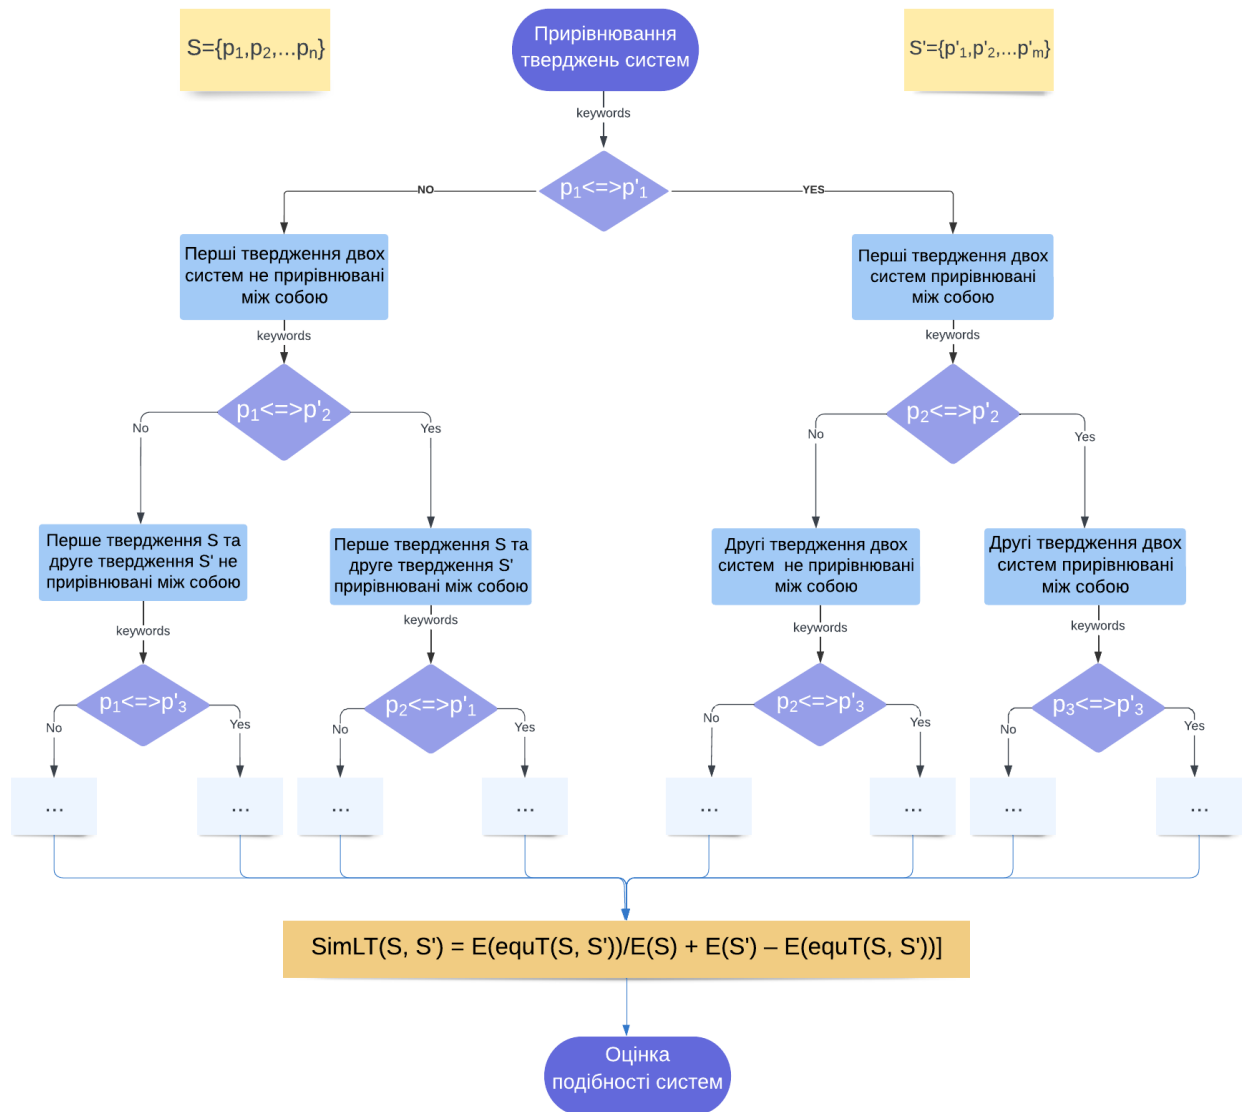 S={p₁,p₂,...pₙ}
Прирівнювання
тверджень систем
S'={p'₁,p'₂,...p'ₘ}
keywords
p₁<=>p'₁
NO
YES
Перші твердження двох
систем не прирівнювані
між собою
Перші твердження двох
систем прирівнювані
між собою
keywords
keywords
p₁<=>p'₂
p₂<=>p'₂
No
Yes
No
Yes
Перше твердження S та
друге твердження S' не
прирівнювані між собою
Перше твердження S та
друге твердження S'
прирівнювані між собою
Другі твердження двох
систем не прирівнювані
між собою
Другі твердження двох
систем прирівнювані
між собою
keywords
keywords
keywords
keywords
p₁<=>p'₃
p₂<=>p'₁
p₂<=>p'₃
p₃<=>p'₃
No
Yes
No
Yes
No
Yes
No
Yes
...
...
...
...
...
...
...
...
SimLT(S, S') = E(equT(S, S'))/E(S) + E(S') – E(equT(S, S'))]
Оцінка
подібності систем